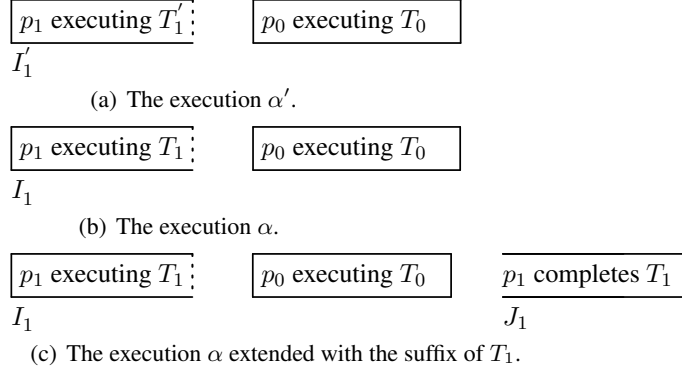 p₁ executing T₁′ p₀ executing T₀
I₁′
(a) The execution α′.
p₁ executing T₁ p₀ executing T₀
I₁
(b) The execution α.
p₁ executing T₁ p₀ executing T₀ p₁ completes T₁
I₁ J₁
(c) The execution α extended with the suffix of T₁.